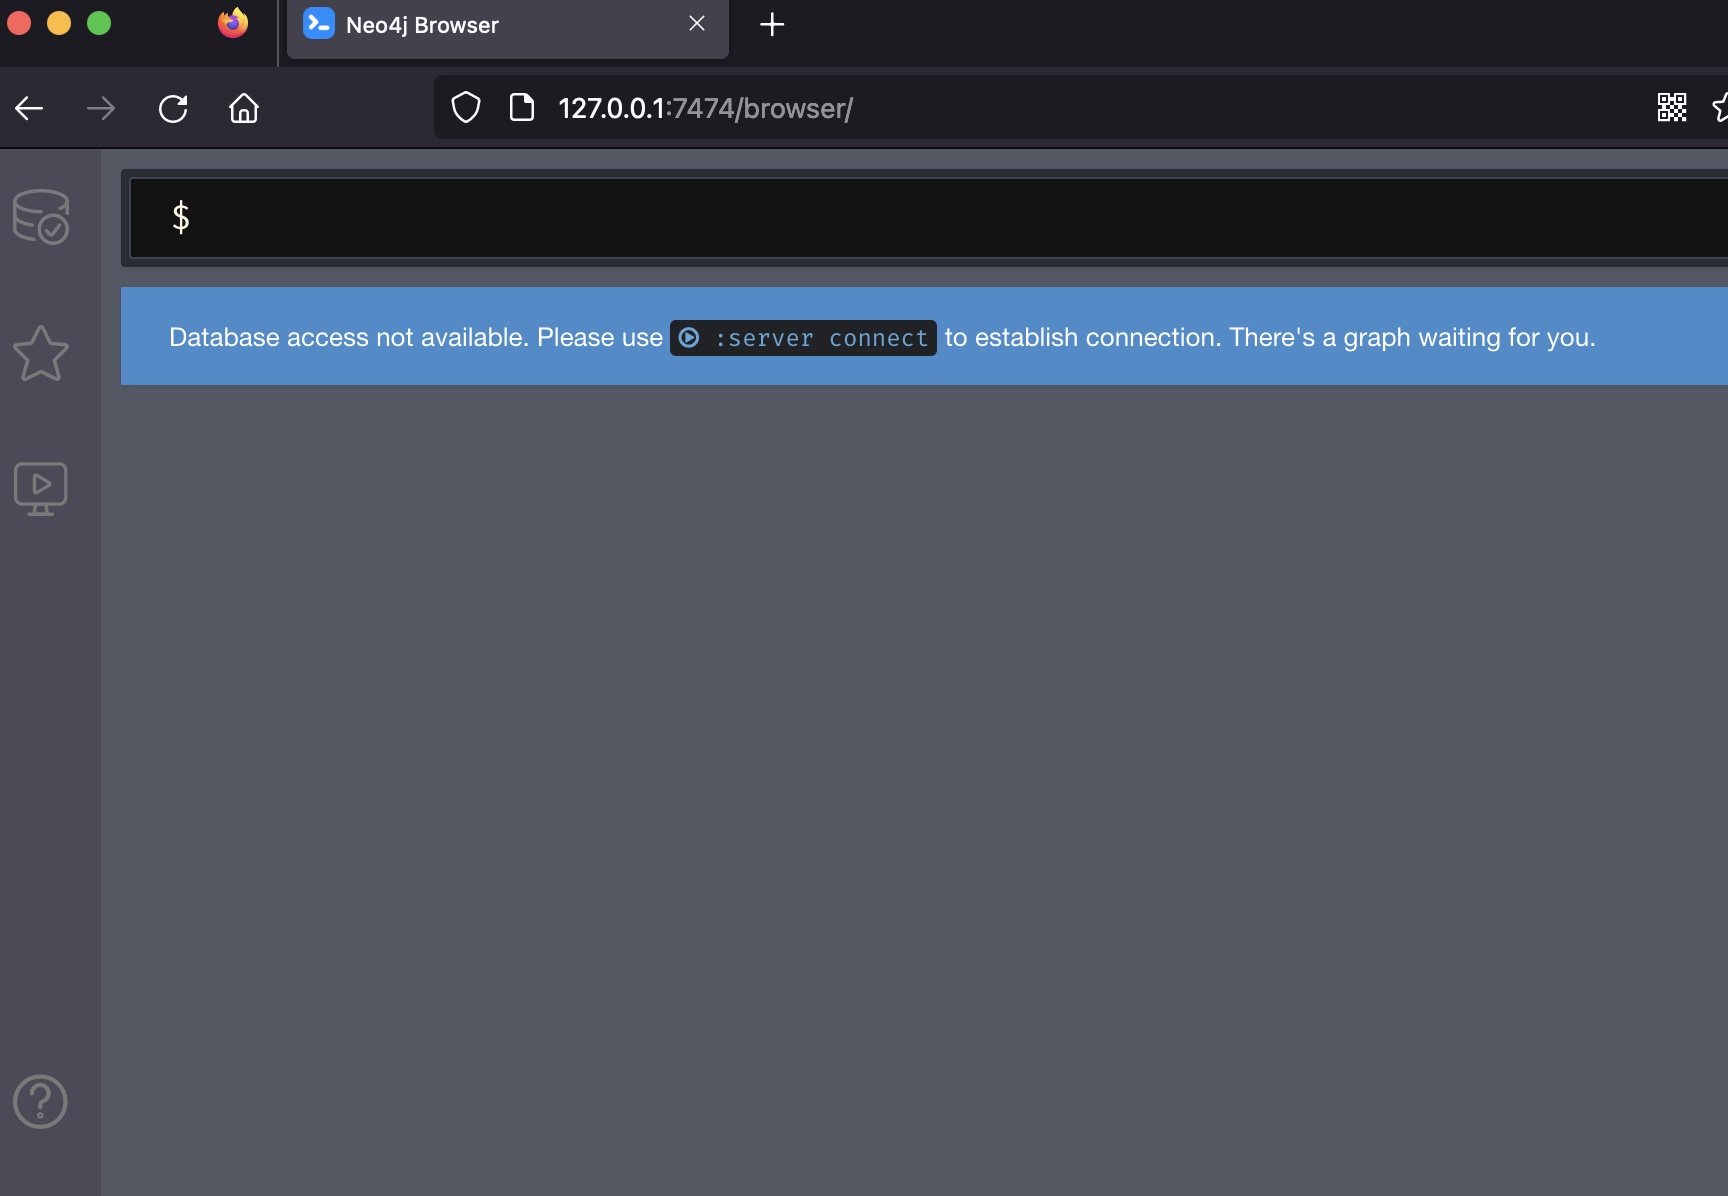 Neo4j Browser
127.0.0.1:7474/browser/
$
Database access not available. Please use :server connect to establish connection. There's a graph waiting for you.